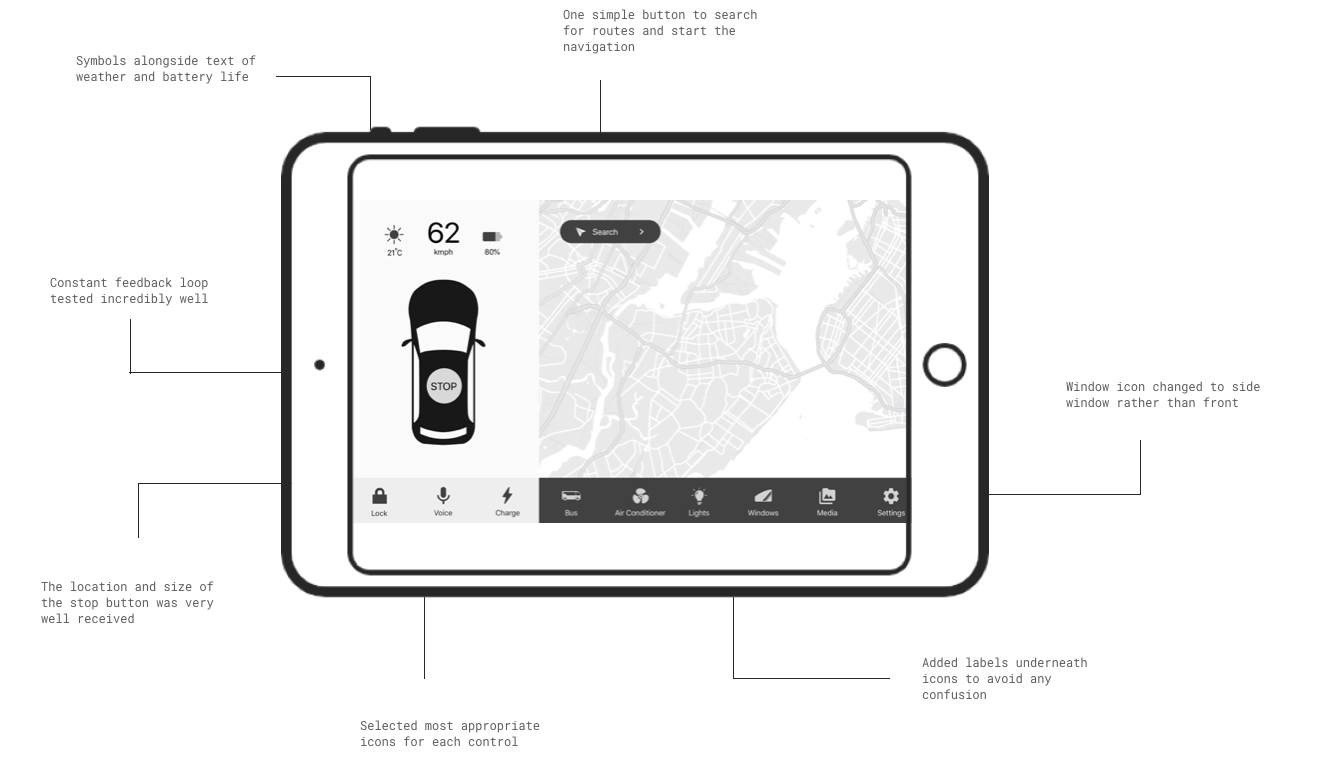 One simple button to search
for routes and start the
navigation
Symbols alongside text of
weather and battery life
62
kmph
21°C
80%
Search
Constant feedback loop
tested incredibly well
STOP
Window icon changed to side
window rather than front
Lock
Voice
Charge
Bus
Air Conditioner
Lights
Windows
Media
Settings
The location and size of
the stop button was very
well received
Added labels underneath
icons to avoid any
confusion
Selected most appropriate
icons for each control